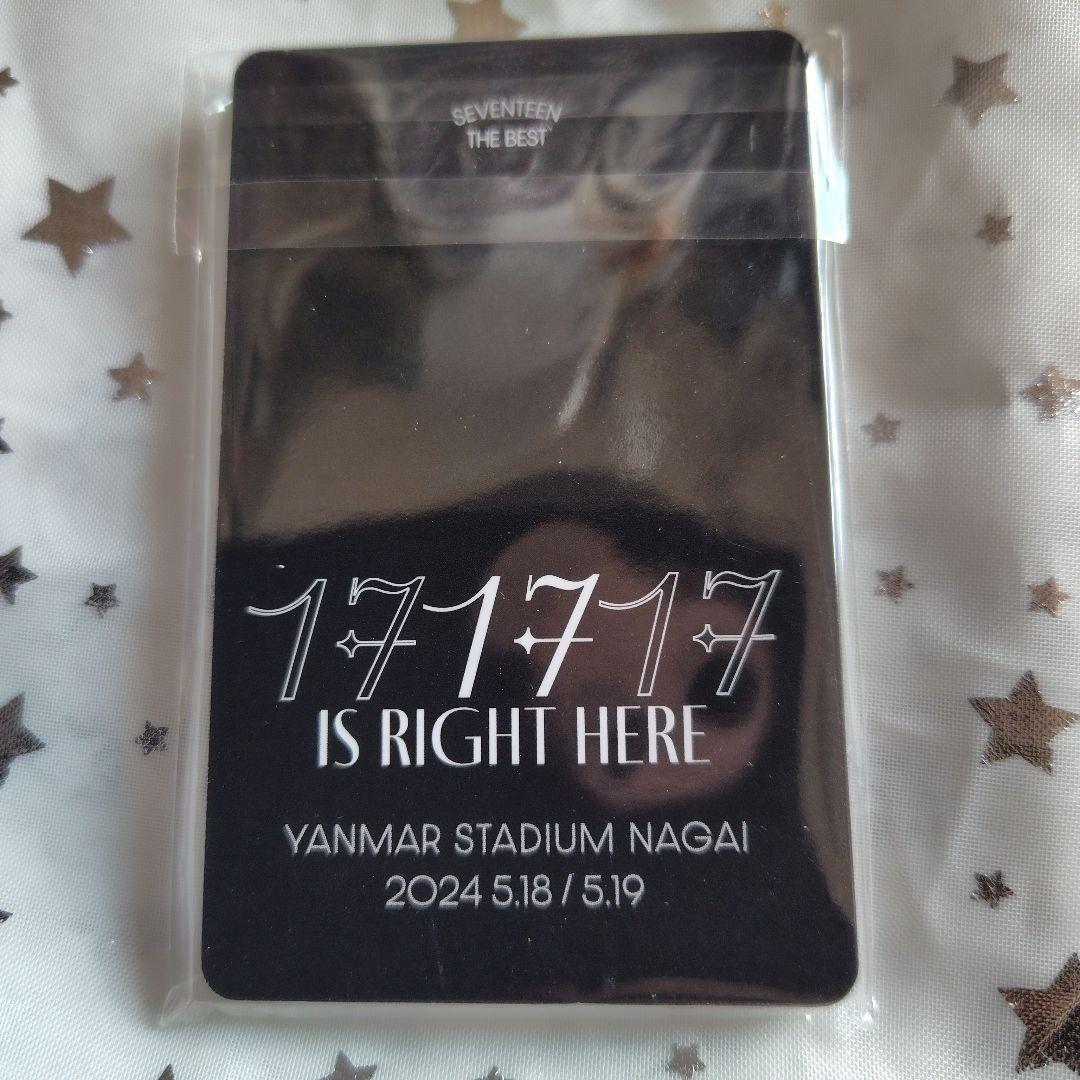 SEVENTEEN
THE BEST
17 17 17
IS RIGHT HERE
YANMAR STADIUM NAGAI
2024 5.18 / 5.19